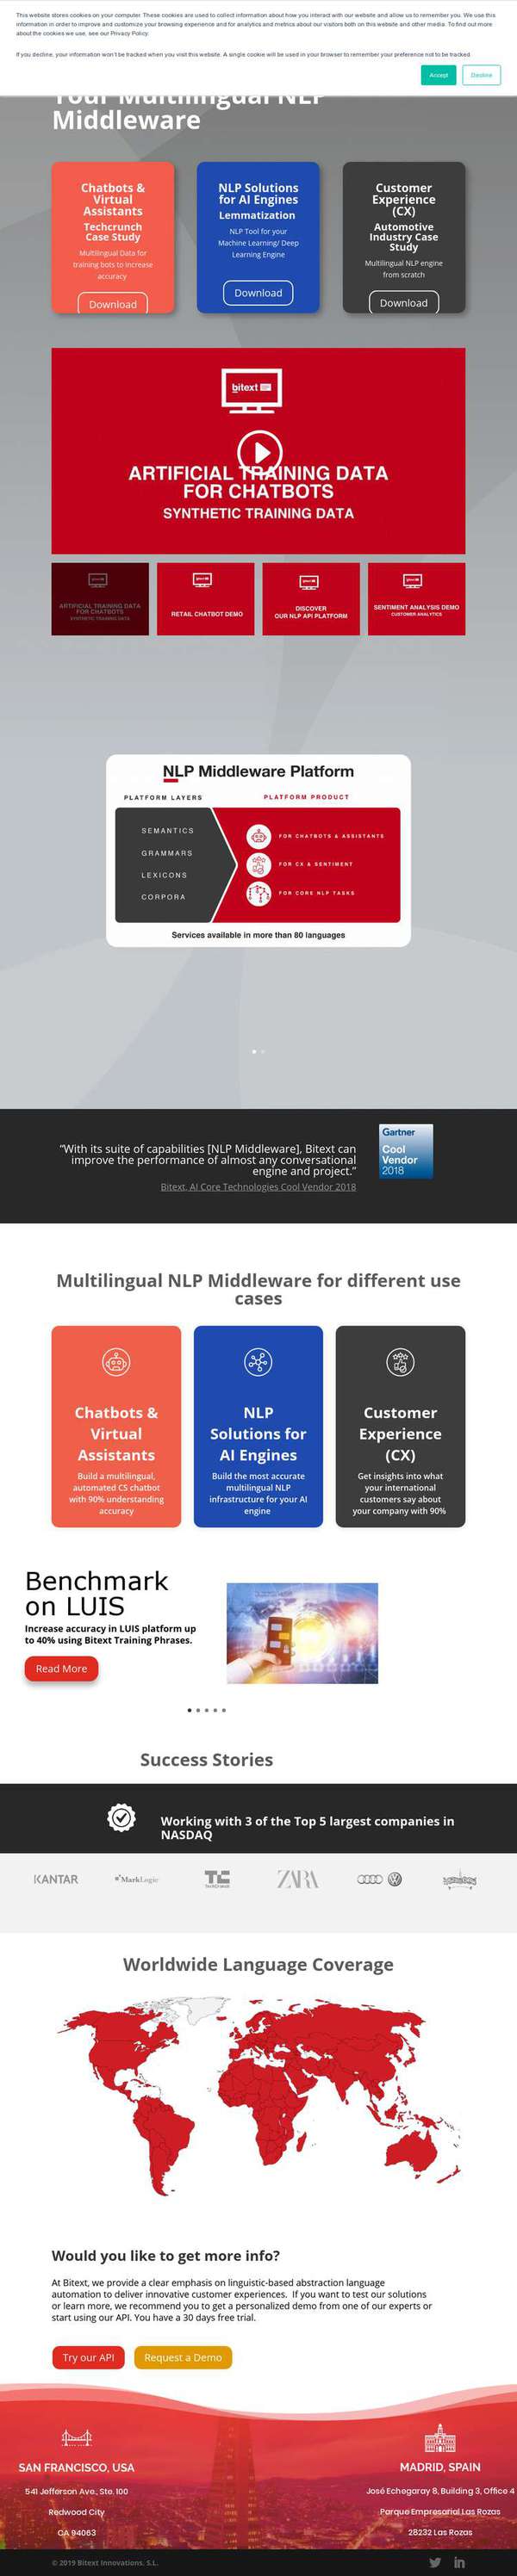 This website stores cookies on your computer. These cookies are used to collect information about how you interact with our website and allow us to remember you. We use this
information in order to improve and customize your browsing experience and for analytics and metrics about our visitors both on this website and other media. To find out more
about the cookies we use, see our Privacy Policy.
If you decline, your information won't be tracked when you visit this website. A single cookie will be used in your browser to remember your preference not to be tracked.
Accept
Decline
Your Multilingual NLP
Middleware
Chatbots &
Virtual
Assistants
Techcrunch
Case Study
Multilingual Data for
training bots to increase
accuracy
Download
NLP Solutions
for AI Engines
Lemmatization
NLP Tool for your
Machine Learning/ Deep
Learning Engine
Download
Customer
Experience
(CX)
Automotive
Industry Case
Study
Multilingual NLP engine
from scratch
Download
bitext
ARTIFICIAL TRAINING DATA
FOR CHATBOTS
SYNTHETIC TRAINING DATA
ARTIFICIAL TRAINING DATA
FOR CHATBOTS
SYNTHETIC TRAINING DATA
RETAIL CHATBOT DEMO
DISCOVER
OUR NLP API PLATFORM
SENTIMENT ANALYSIS DEMO
CUSTOMER ANALYTICS
NLP Middleware Platform
PLATFORM LAYERS
PLATFORM PRODUCT
SEMANTICS
GRAMMARS
LEXICONS
CORPORA
FOR CHATBOTS & ASSISTANTS
FOR CX & SENTIMENT
FOR CORE NLP TASKS
Services available in more than 80 languages
"With its suite of capabilities [NLP Middleware], Bitext can
improve the performance of almost any conversational
engine and project."
Bitext, AI Core Technologies Cool Vendor 2018
Gartner
Cool
Vendor
2018
Multilingual NLP Middleware for different use
cases
Chatbots &
Virtual
Assistants
Build a multilingual,
automated CS chatbot
with 90% understanding
accuracy
NLP
Solutions for
AI Engines
Build the most accurate
multilingual NLP
infrastructure for your AI
engine
Customer
Experience
(CX)
Get insights into what
your international
customers say about
your company with 90%
Benchmark
on LUIS
Increase accuracy in LUIS platform up
to 40% using Bitext Training Phrases.
Read More
Success Stories
Working with 3 of the Top 5 largest companies in
NASDAQ
KANTAR
MarkLogic
TC
TechCrunch
ZARA
Worldwide Language Coverage
Would you like to get more info?
At Bitext, we provide a clear emphasis on linguistic-based abstraction language
automation to deliver innovative customer experiences. If you want to test our solutions
or learn more, we recommend you to get a personalized demo from one of our experts or
start using our API. You have a 30 days free trial.
Try our API
Request a Demo
SAN FRANCISCO, USA
541 Jefferson Ave., Ste. 100
Redwood City
CA 94063
MADRID, SPAIN
José Echegaray 8, Building 3, Office 4
Parque Empresarial Las Rozas
28232 Las Rozas
© 2019 Bitext Innovations, S.L.